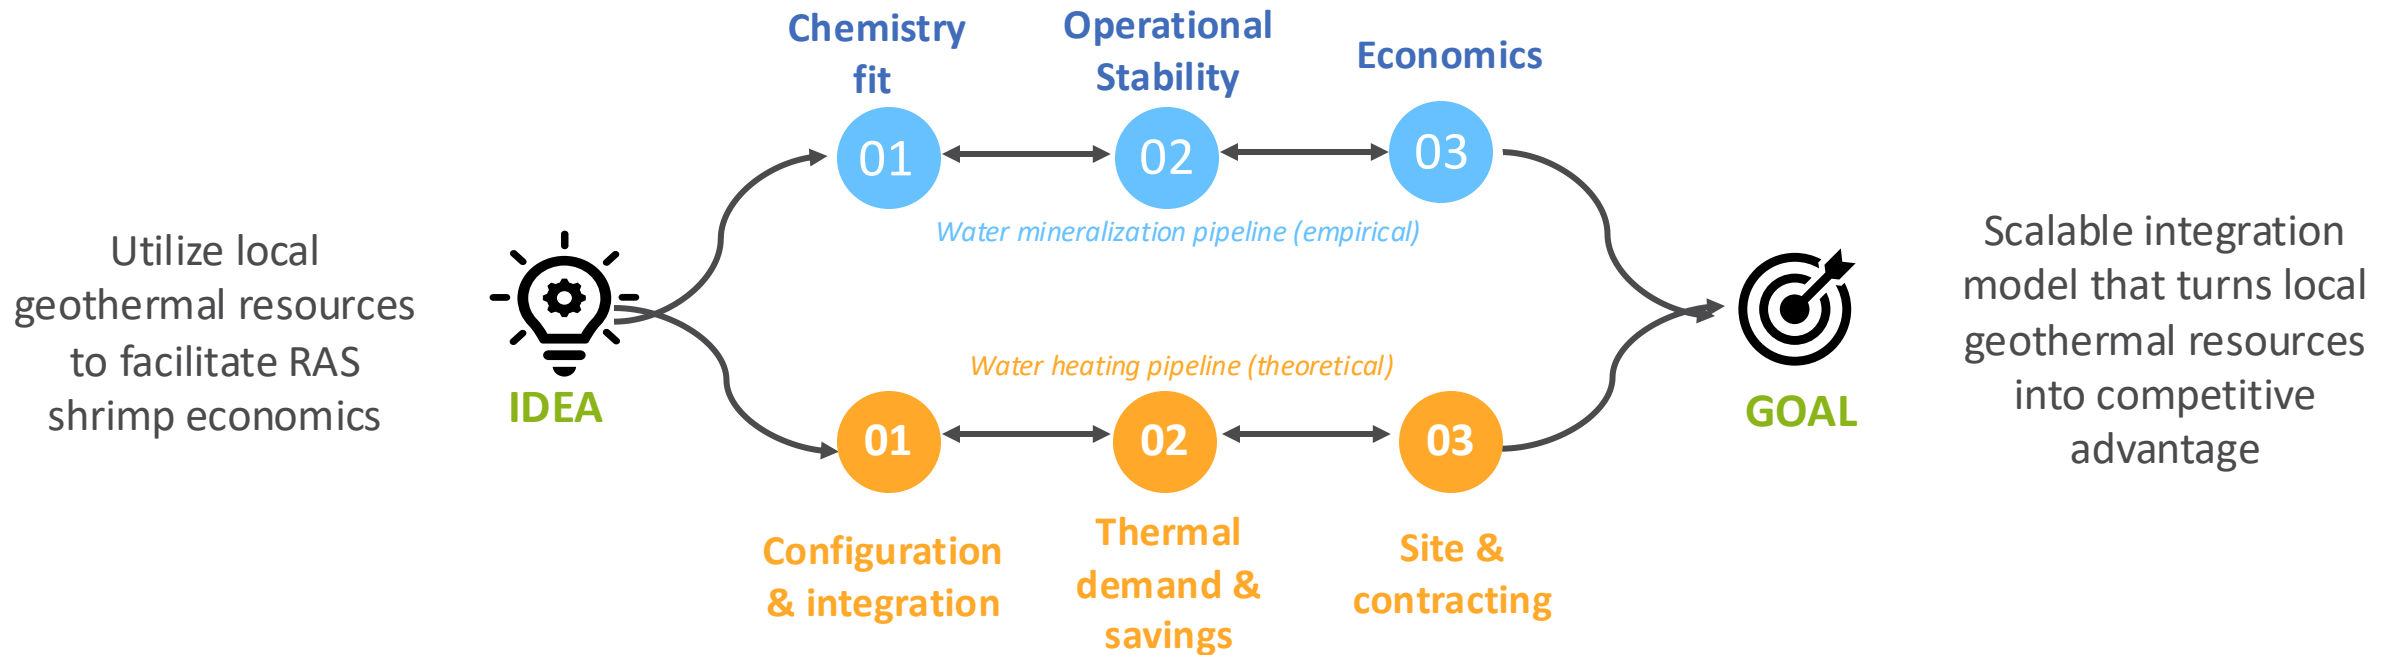 Utilize local
geothermal resources
to facilitate RAS
shrimp economics
IDEA
Chemistry
fit
01
Operational
Stability
02
Economics
03
Water mineralization pipeline (empirical)
Water heating pipeline (theoretical)
01
Configuration
& integration
02
Thermal
demand &
savings
03
Site &
contracting
GOAL
Scalable integration
model that turns local
geothermal resources
into competitive
advantage